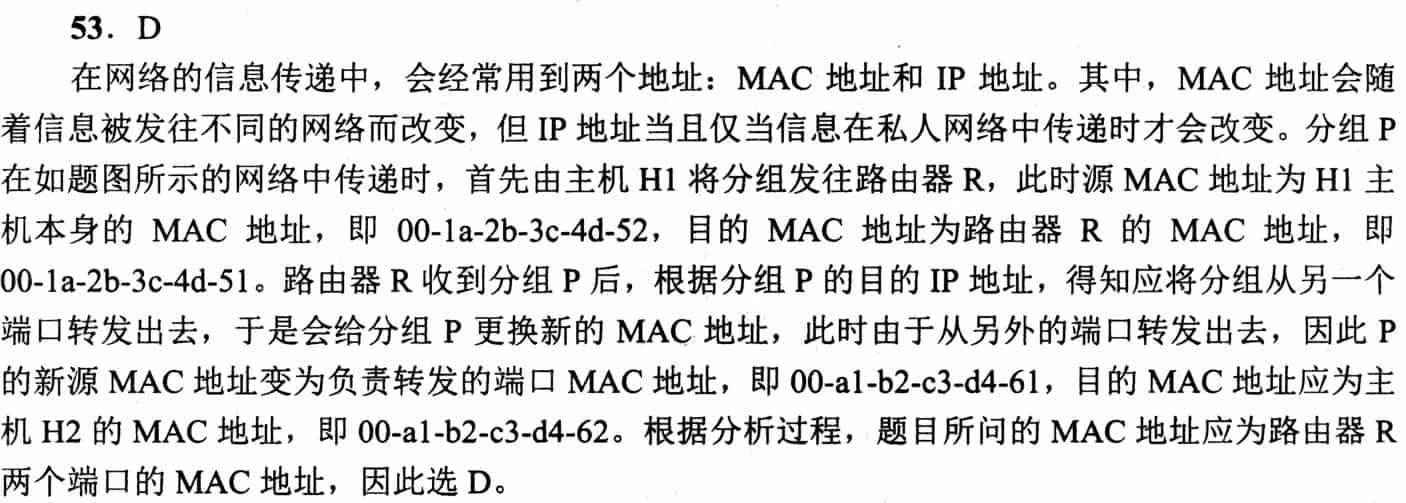 53．D
在网络的信息传递中，会经常用到两个地址：MAC 地址和 IP 地址。其中，MAC 地址会随
着信息被发往不同的网络而改变，但 IP 地址当且仅当信息在私人网络中传递时才会改变。分组 P
在如题图所示的网络中传递时，首先由主机 H1 将分组发往路由器 R，此时源 MAC 地址为 H1 主
机本身的 MAC 地址，即 00-1a-2b-3c-4d-52，目的 MAC 地址为路由器 R 的 MAC 地址，即
00-1a-2b-3c-4d-51。路由器 R 收到分组 P 后，根据分组 P 的目的 IP 地址，得知应将分组从另一个
端口转发出去，于是会给分组 P 更换新的 MAC 地址，此时由于从另外的端口转发出去，因此 P
的新源 MAC 地址变为负责转发的端口 MAC 地址，即 00-a1-b2-c3-d4-61，目的 MAC 地址应为主
机 H2 的 MAC 地址，即 00-a1-b2-c3-d4-62。根据分析过程，题目所问的 MAC 地址应为路由器 R
两个端口的 MAC 地址，因此选 D。